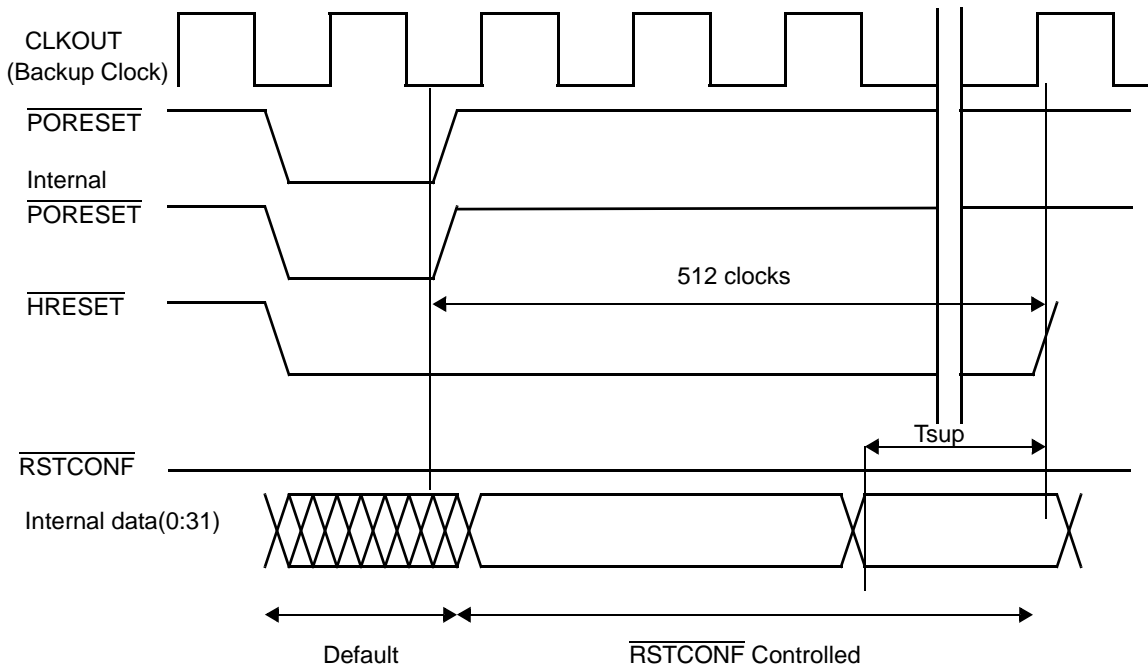 CLKOUT
(Backup Clock)
PORESET
Internal
PORESET
512 clocks
HRESET
Tsup
RSTCONF
Internal data(0:31)
Default
RSTCONF Controlled